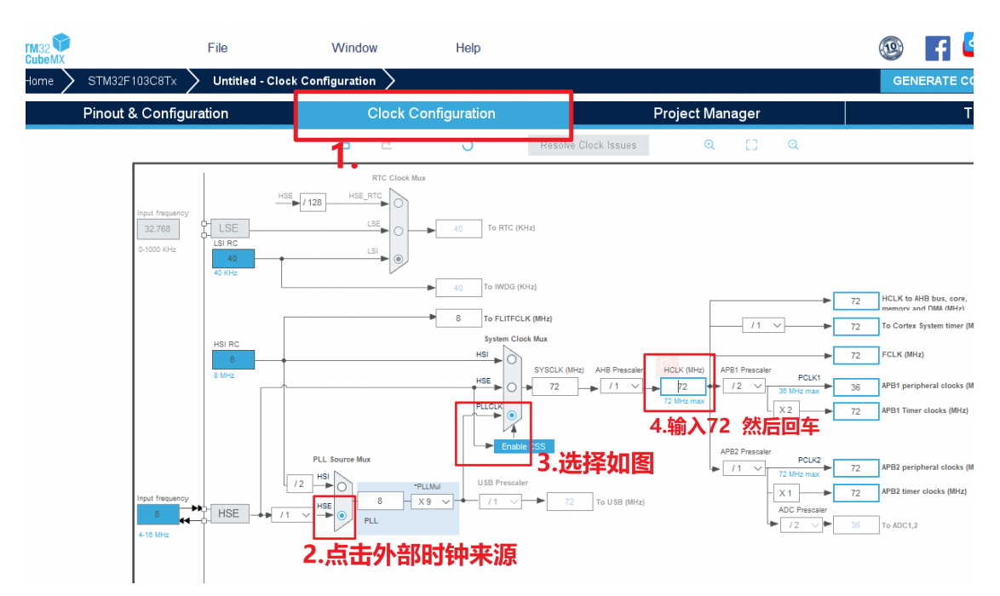 TM32
CubeMX
File
Window
Help
10
f
Home
STM32F103C8Tx
Untitled - Clock Configuration
GENERATE CO
Pinout & Configuration
Clock Configuration
Project Manager
T
1.
Resolve Clock Issues
RTC Clock Mux
HSE
/ 128
HSE_RTC
Input frequency
32.768
0-1000 KHz
LSE
LSE
40
To RTC (KHz)
LSI RC
40
40 KHz
LSI
40
To IWDG (KHz)
8
To FLITFCLK (MHz)
HCLK to AHB bus, core,
memory and DMA (MHz)
72
/ 1
72
To Cortex System timer (M
72
FCLK (MHz)
System Clock Mux
HSI RC
8
8 MHz
HSI
HSE
PLLCLK
SYSCLK (MHz)
72
AHB Prescaler
/ 1
HCLK (MHz)
72
72 MHz max
APB1 Prescaler
/ 2
PCLK1
36 MHz max
36
APB1 peripheral clocks (M
X 2
72
APB1 Timer clocks (MHz)
4.输入72 然后回车
Enable CSS
3.选择如图
APB2 Prescaler
/ 1
PCLK2
72 MHz max
72
APB2 peripheral clocks (M
X 1
72
APB2 timer clocks (MHz)
ADC Prescaler
/ 2
36
To ADC1,2
PLL Source Mux
/ 2
HSI
HSE
Input frequency
8
4-16 MHz
HSE
/ 1
8
*PLLMul
X 9
PLL
USB Prescaler
/ 1
72
To USB (MHz)
2.点击外部时钟来源